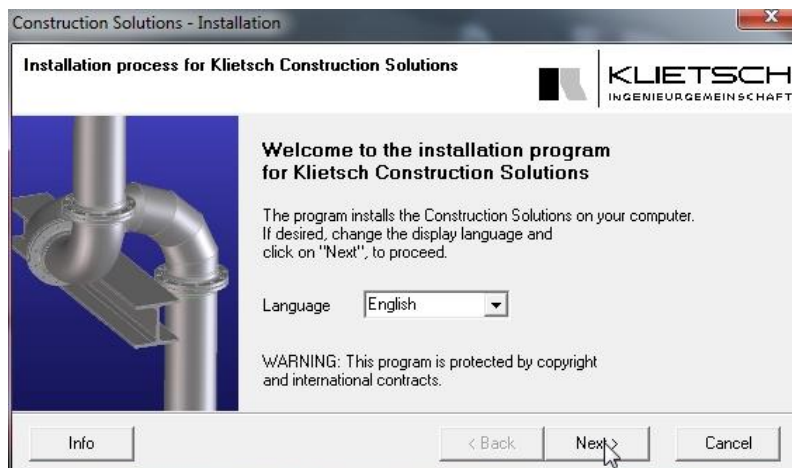 Construction Solutions - Installation
Installation process for Klietsch Construction Solutions
KLIETSCH
INGENIEURGEMEINSCHAFT
Welcome to the installation program
for Klietsch Construction Solutions
The program installs the Construction Solutions on your computer.
If desired, change the display language and
click on "Next", to proceed.
Language English
WARNING: This program is protected by copyright
and international contracts.
Info < Back Next > Cancel